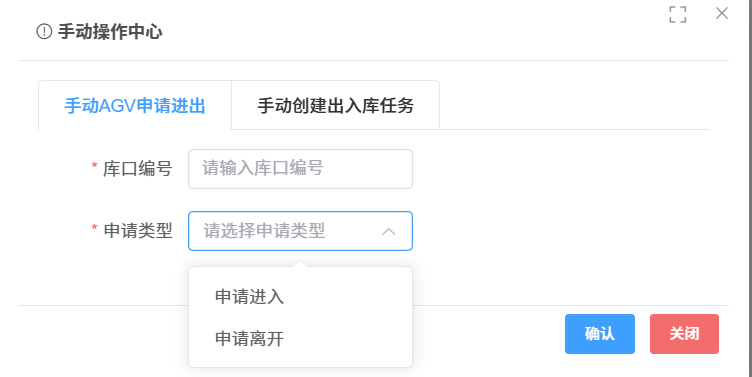 手动操作中心
手动AGV申请进出
手动创建出入库任务
* 库口编号
请输入库口编号
* 申请类型
请选择申请类型
申请进入
申请离开
确认
关闭